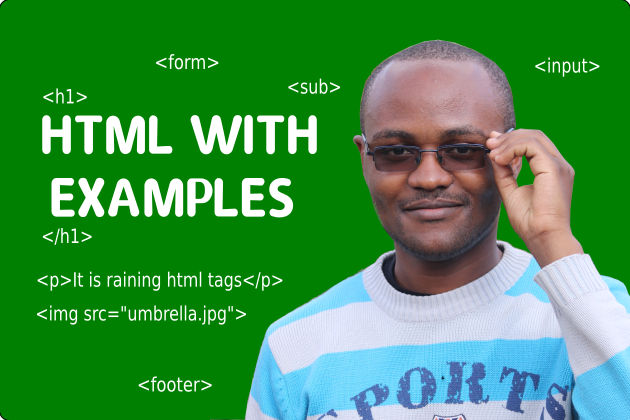 <form>
<input>
<sub>
<h1>
HTML WITH
EXAMPLES
</h1>
<p>It is raining html tags</p>
<img src="umbrella.jpg">
SPORTS
<footer>